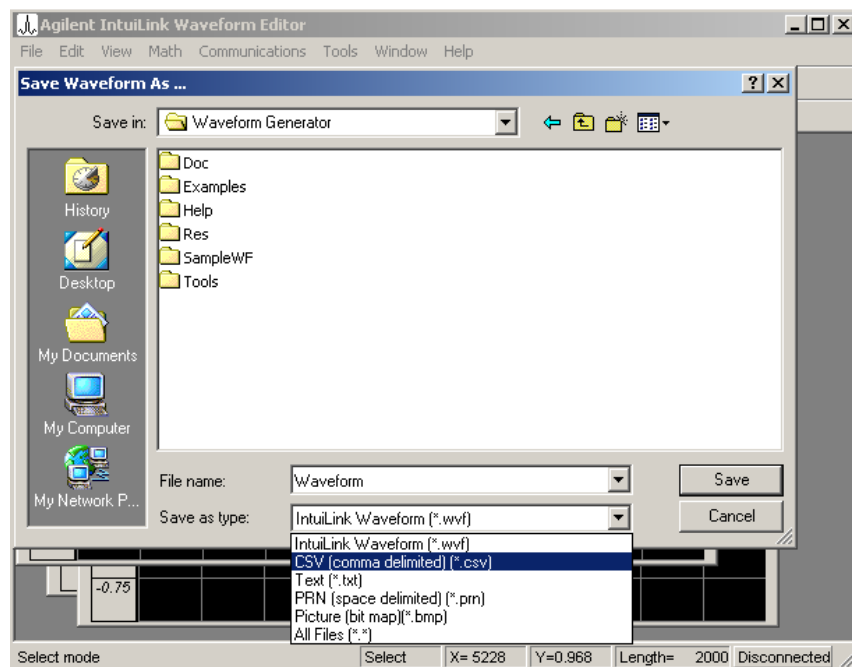 Agilent IntuiLink Waveform Editor
File Edit View Math Communications Tools Window Help
Save Waveform As ...
Save in: Waveform Generator
Doc
Examples
Help
Res
SampleWF
Tools
History
Desktop
My Documents
My Computer
My Network P...
File name: Waveform Save
Save as type: IntuiLink Waveform (*.wvf) Cancel
IntuiLink Waveform (*.wvf)
CSV (comma delimited) (*.csv)
Text (*.txt)
PRN (space delimited) (*.prn)
Picture (bit map)(*.bmp)
All Files (*.*)
-0.75
Select mode Select X= 5228 Y=0.968 Length= 2000 Disconnected